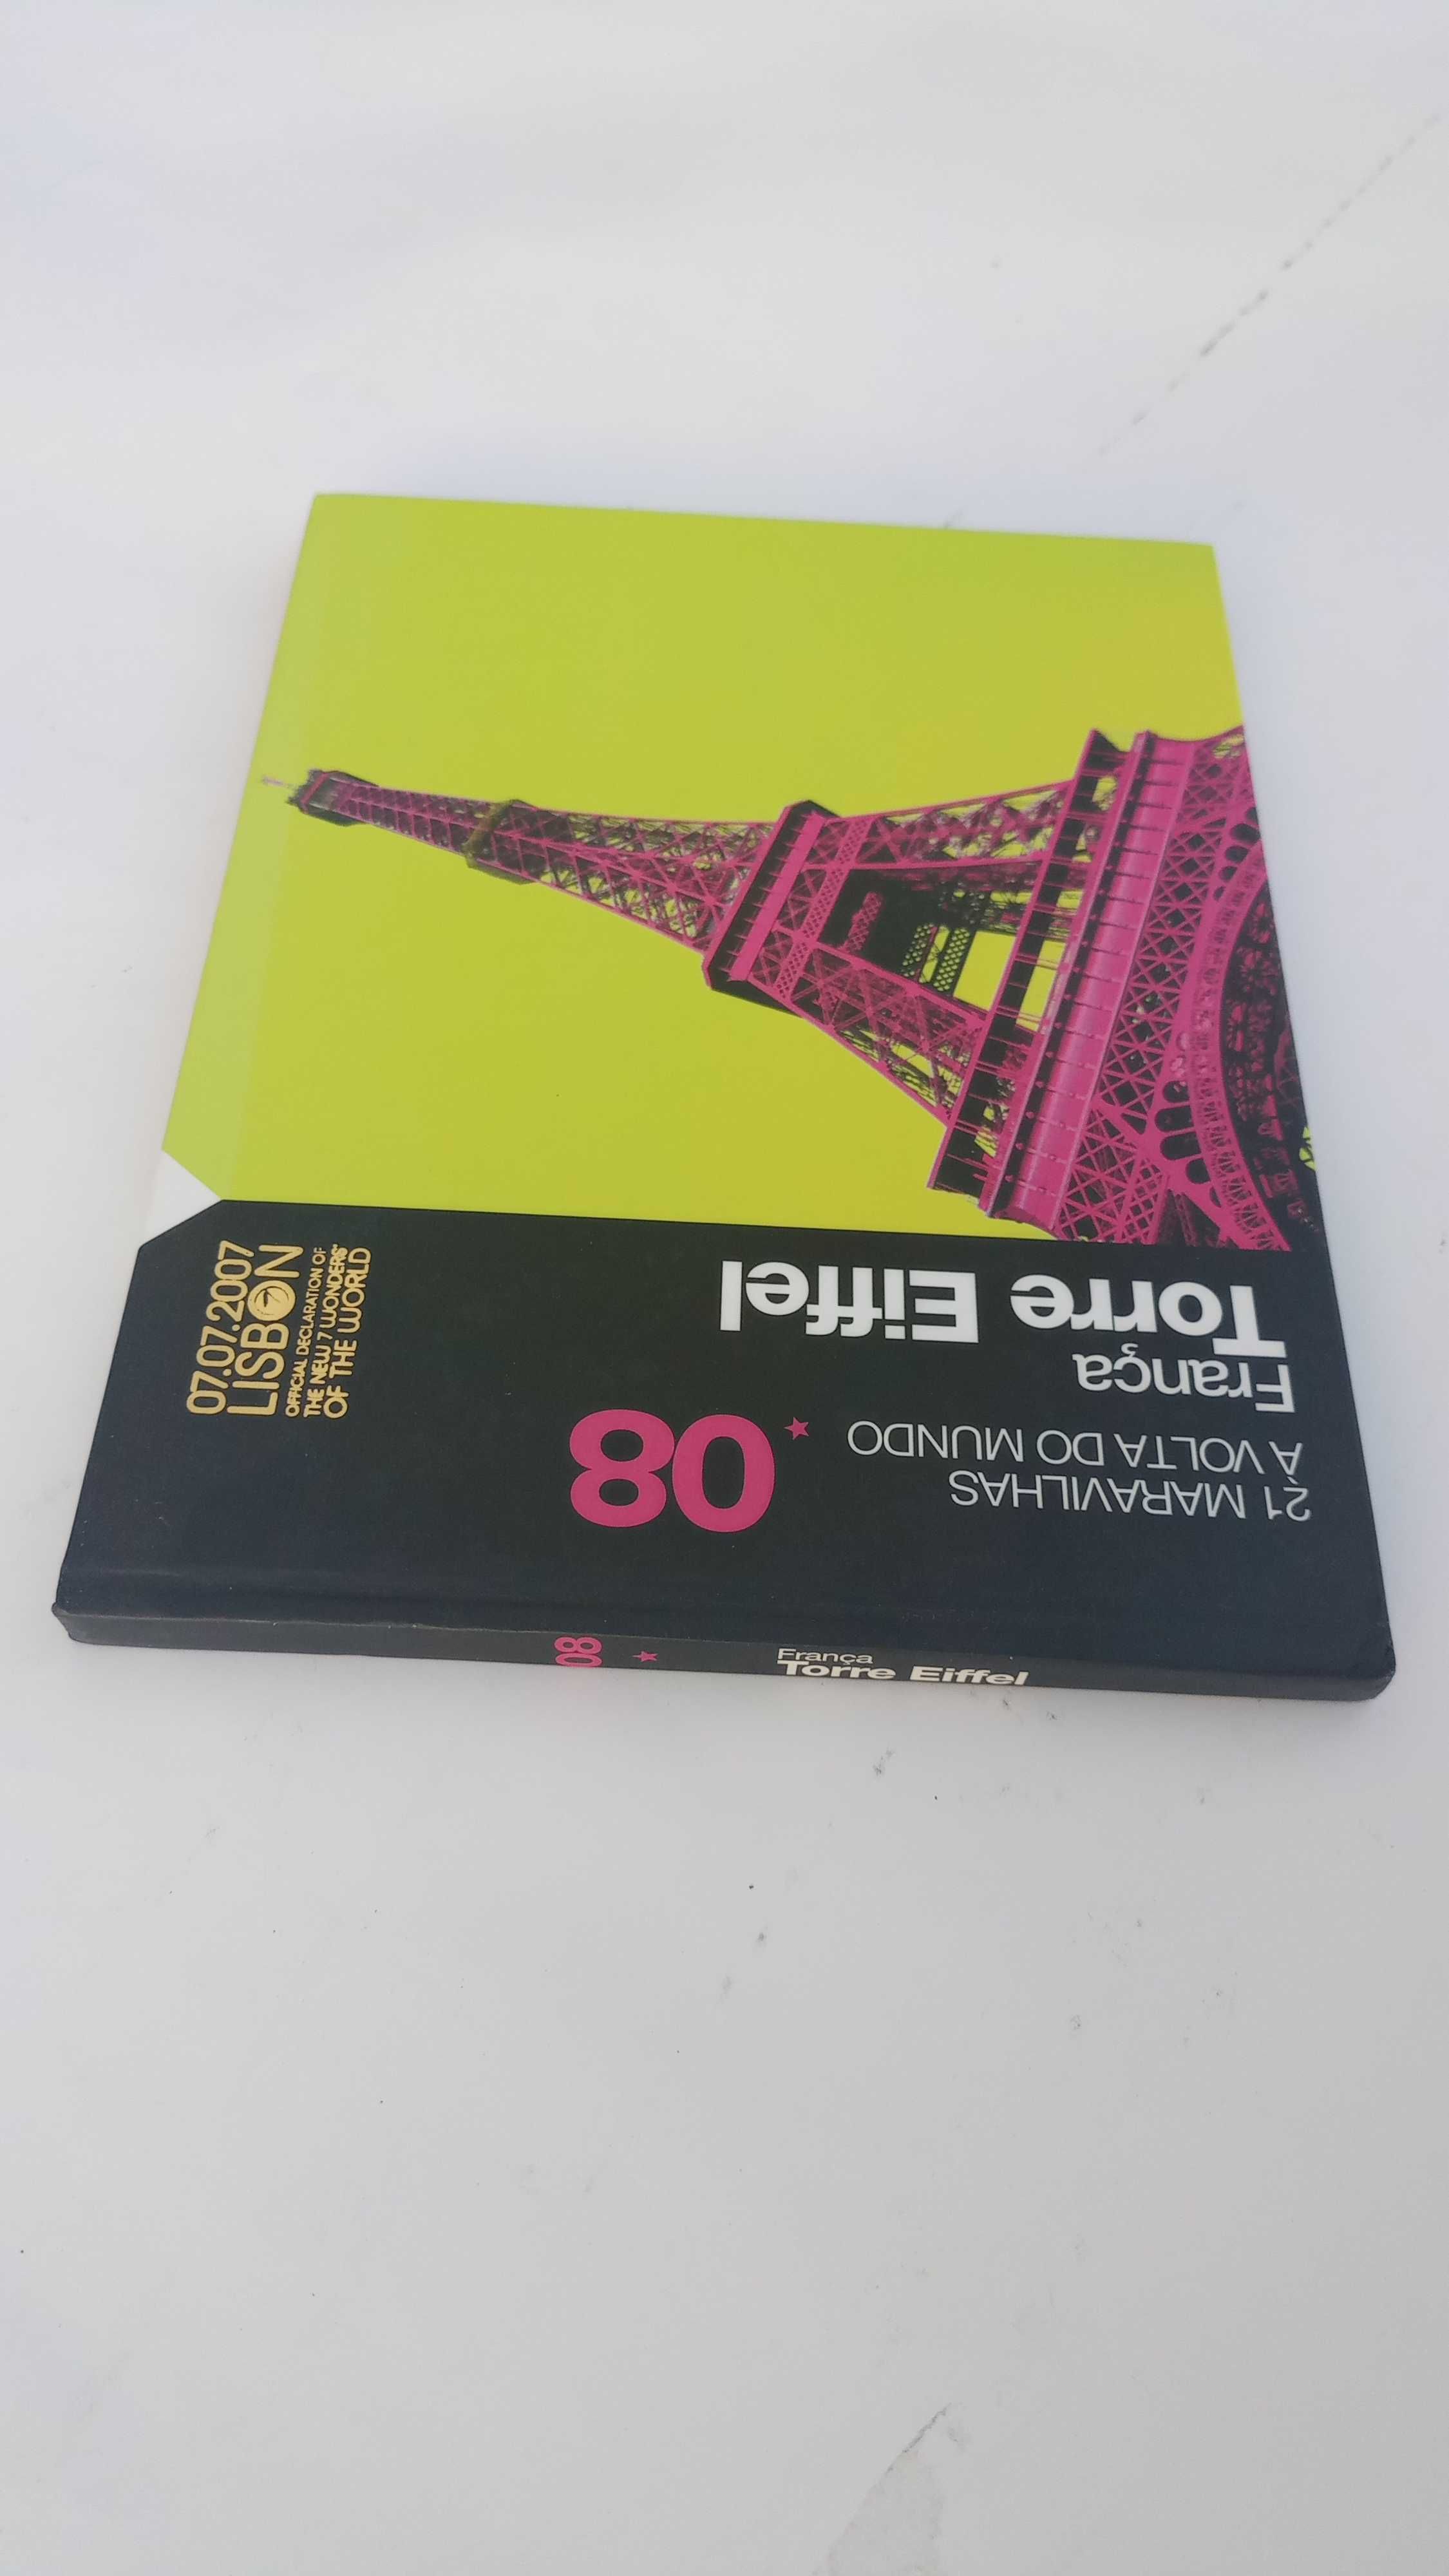 21 MARAVILHAS
À VOLTA DO MUNDO
França
Torre Eiffel
08
07.07.2007
LISBON
OFFICIAL DECLARATION OF
THE NEW 7 WONDERS
OF THE WORLD
08
França
Torre Eiffel